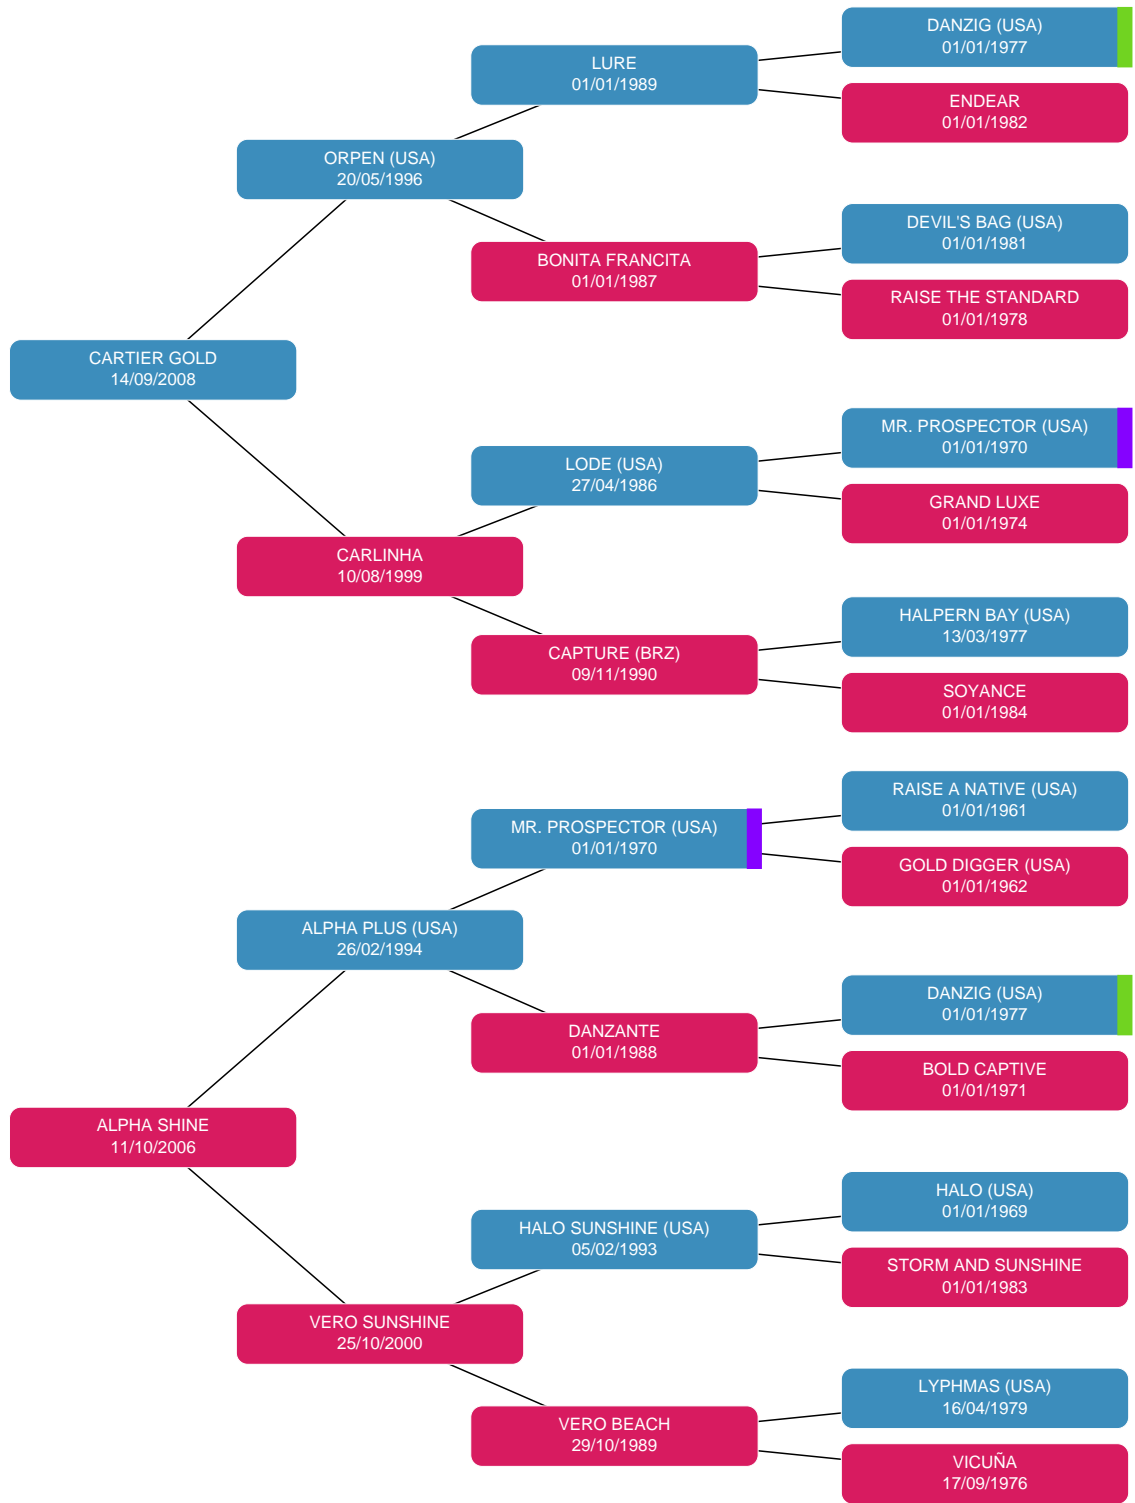 DANZIG (USA)
01/01/1977
LURE
01/01/1989
ENDEAR
01/01/1982
ORPEN (USA)
20/05/1996
DEVIL'S BAG (USA)
01/01/1981
BONITA FRANCITA
01/01/1987
RAISE THE STANDARD
01/01/1978
CARTIER GOLD
14/09/2008
MR. PROSPECTOR (USA)
01/01/1970
LODE (USA)
27/04/1986
GRAND LUXE
01/01/1974
CARLINHA
10/08/1999
HALPERN BAY (USA)
13/03/1977
CAPTURE (BRZ)
09/11/1990
SOYANCE
01/01/1984
RAISE A NATIVE (USA)
01/01/1961
MR. PROSPECTOR (USA)
01/01/1970
GOLD DIGGER (USA)
01/01/1962
ALPHA PLUS (USA)
26/02/1994
DANZIG (USA)
01/01/1977
DANZANTE
01/01/1988
BOLD CAPTIVE
01/01/1971
ALPHA SHINE
11/10/2006
HALO (USA)
01/01/1969
HALO SUNSHINE (USA)
05/02/1993
STORM AND SUNSHINE
01/01/1983
VERO SUNSHINE
25/10/2000
LYPHMAS (USA)
16/04/1979
VERO BEACH
29/10/1989
VICUÑA
17/09/1976